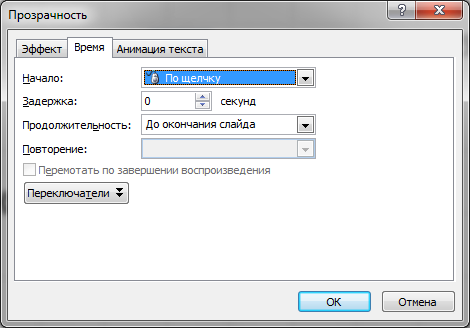 Прозрачность
Эффект Время Анимация текста
Начало: По щелчку
Задержка: 0 секунд
Продолжительность: До окончания слайда
Повторение:
Перемотать по завершении воспроизведения
Переключатели
ОК Отмена